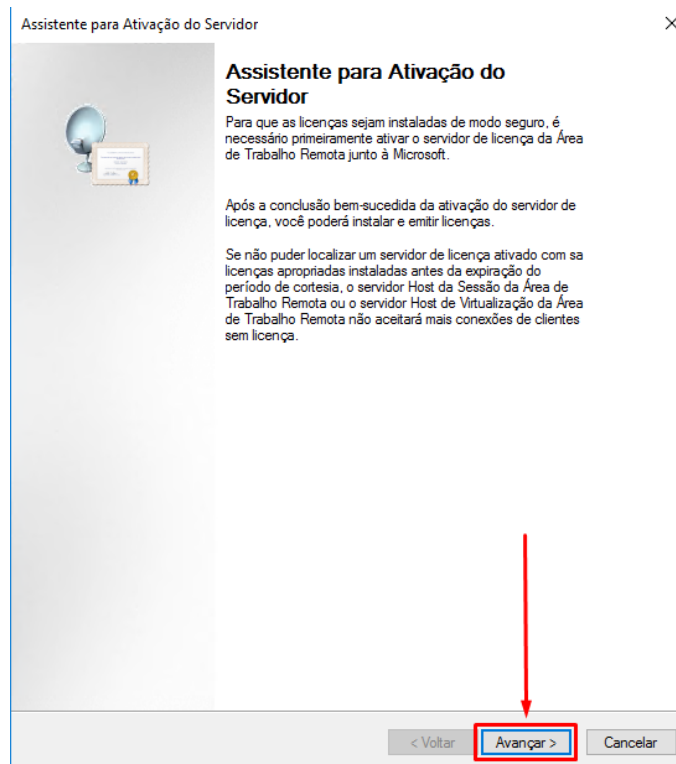 Assistente para Ativação do Servidor
Assistente para Ativação do
Servidor
Para que as licenças sejam instaladas de modo seguro, é
necessário primeiramente ativar o servidor de licença da Área
de Trabalho Remota junto à Microsoft.
Após a conclusão bem-sucedida da ativação do servidor de
licença, você poderá instalar e emitir licenças.
Se não puder localizar um servidor de licença ativado com sa
licenças apropriadas instaladas antes da expiração do
período de cortesia, o servidor Host da Sessão da Área de
Trabalho Remota ou o servidor Host de Virtualização da Área
de Trabalho Remota não aceitará mais conexões de clientes
sem licença.
< Voltar
Avançar >
Cancelar